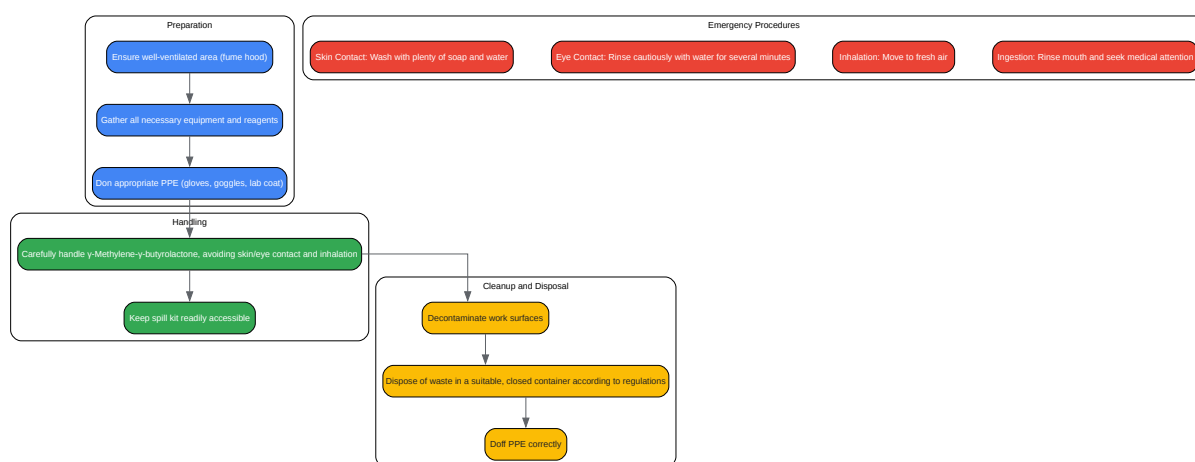 Preparation
Ensure well-ventilated area (fume hood)
Gather all necessary equipment and reagents
Don appropriate PPE (gloves, goggles, lab coat)
Emergency Procedures
Skin Contact: Wash with plenty of soap and water
Eye Contact: Rinse cautiously with water for several minutes
Inhalation: Move to fresh air
Ingestion: Rinse mouth and seek medical attention
Handling
Carefully handle γ-Methylene-γ-butyrolactone, avoiding skin/eye contact and inhalation
Keep spill kit readily accessible
Cleanup and Disposal
Decontaminate work surfaces
Dispose of waste in a suitable, closed container according to regulations
Doff PPE correctly